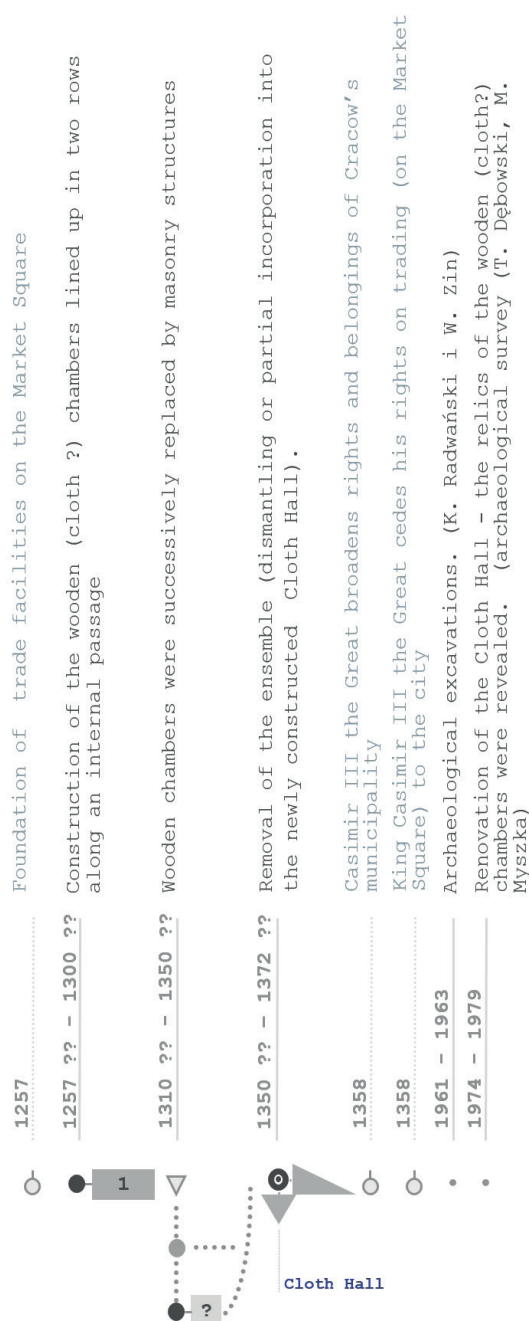 1257
Foundation of trade facilities on the Market Square
1257 ?? – 1300 ??
Construction of the wooden (cloth ?) chambers lined up in two rows
along an internal passage
1
1310 ?? – 1350 ??
Wooden chambers were successively replaced by masonry structures
?
1350 ?? – 1372 ??
Removal of the ensemble (dismantling or partial incorporation into
the newly constructed Cloth Hall).
O
Cloth Hall
1358
Casimir III the Great broadens rights and belongings of Cracow's
municipality
1358
King Casimir III the Great cedes his rights on trading (on the Market
Square) to the city
1961 – 1963
Archaeological excavations. (K. Radwański i W. Zin)
1974 – 1979
Renovation of the Cloth Hall – the relics of the wooden (cloth?)
chambers were revealed. (archaeological survey (T. Dębowski, M.
Myszka)